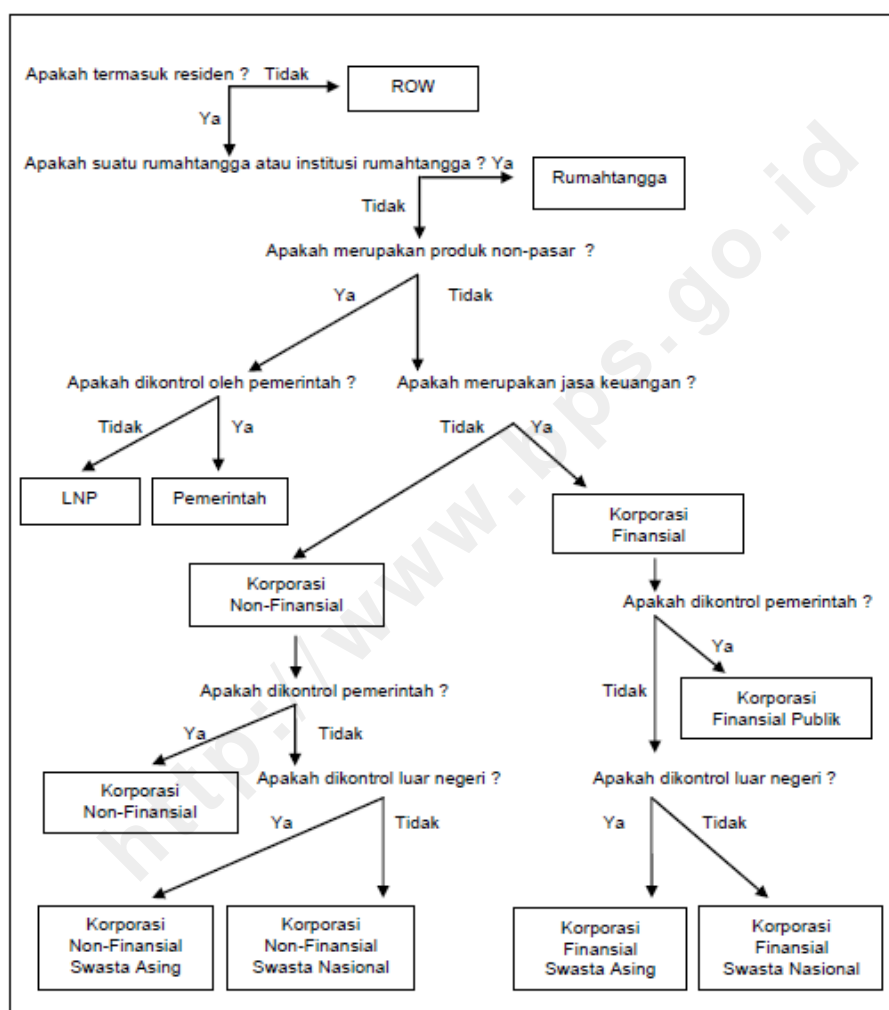 Apakah termasuk residen ? Tidak
ROW
Ya
Apakah suatu rumahtangga atau institusi rumahtangga ? Ya
Rumahtangga
Tidak
Apakah merupakan produk non-pasar ?
Ya
Tidak
Apakah dikontrol oleh pemerintah ?
Apakah merupakan jasa keuangan ?
Tidak
Ya
Tidak
Ya
LNP
Pemerintah
Korporasi
Finansial
Korporasi
Non-Finansial
Apakah dikontrol pemerintah ?
Ya
Apakah dikontrol pemerintah ?
Tidak
Korporasi
Finansial Publik
Ya
Tidak
Korporasi
Non-Finansial
Apakah dikontrol luar negeri ?
Apakah dikontrol luar negeri ?
Ya
Tidak
Ya
Tidak
Korporasi
Non-Finansial
Swasta Asing
Korporasi
Non-Finansial
Swasta Nasional
Korporasi
Finansial
Swasta Asing
Korporasi
Finansial
Swasta Nasional
http://www.bps.go.id